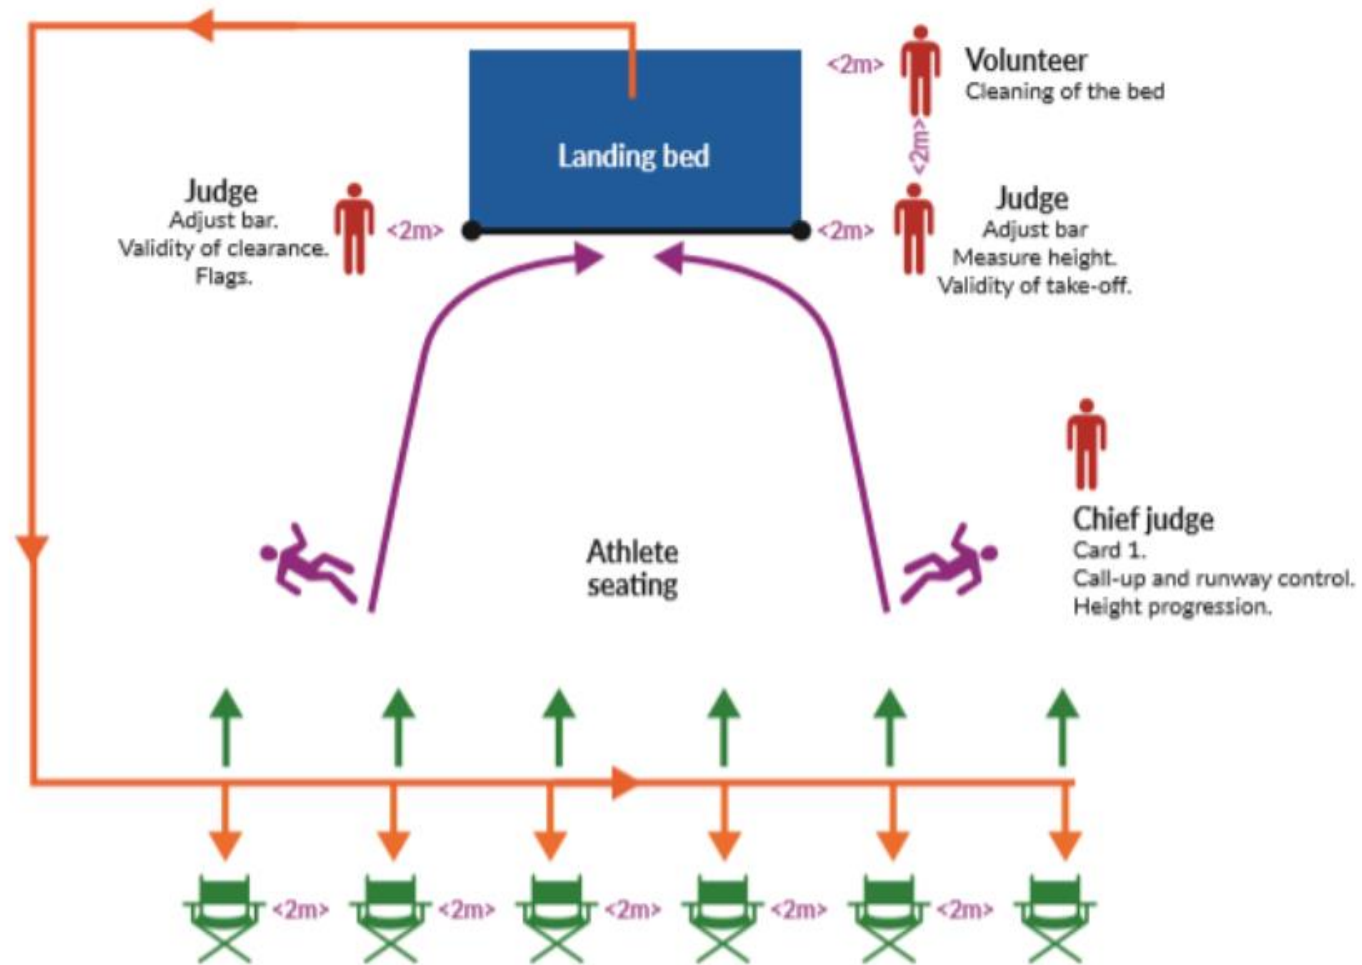 <2m>
Volunteer
Cleaning of the bed
<2m>
Landing bed
Judge
Adjust bar.
Validity of clearance.
Flags.
<2m>
<2m>
Judge
Adjust bar
Measure height.
Validity of take-off.
Chief judge
Card 1.
Call-up and runway control.
Height progression.
Athlete
seating
<2m>
<2m>
<2m>
<2m>
<2m>